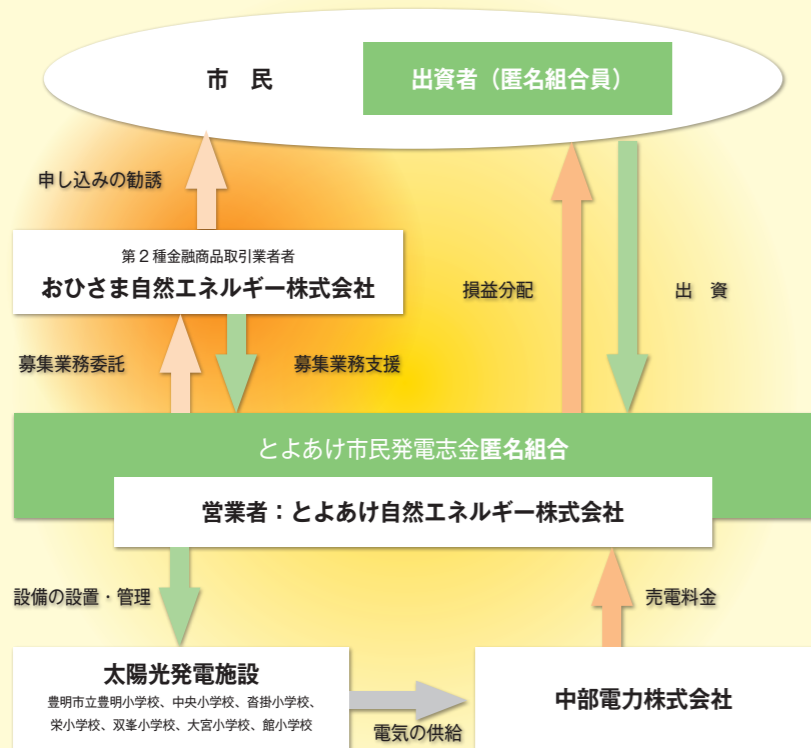 市　民
出資者（匿名組合員）
申し込みの勧誘
第２種金融商品取引業者者
おひさま自然エネルギー株式会社
損益分配
出　資
募集業務委託
募集業務支援
とよあけ市民発電志金匿名組合
営業者：とよあけ自然エネルギー株式会社
設備の設置・管理
売電料金
太陽光発電施設
豊明市立豊明小学校、中央小学校、沓掛小学校、
栄小学校、双峯小学校、大宮小学校、館小学校
電気の供給
中部電力株式会社